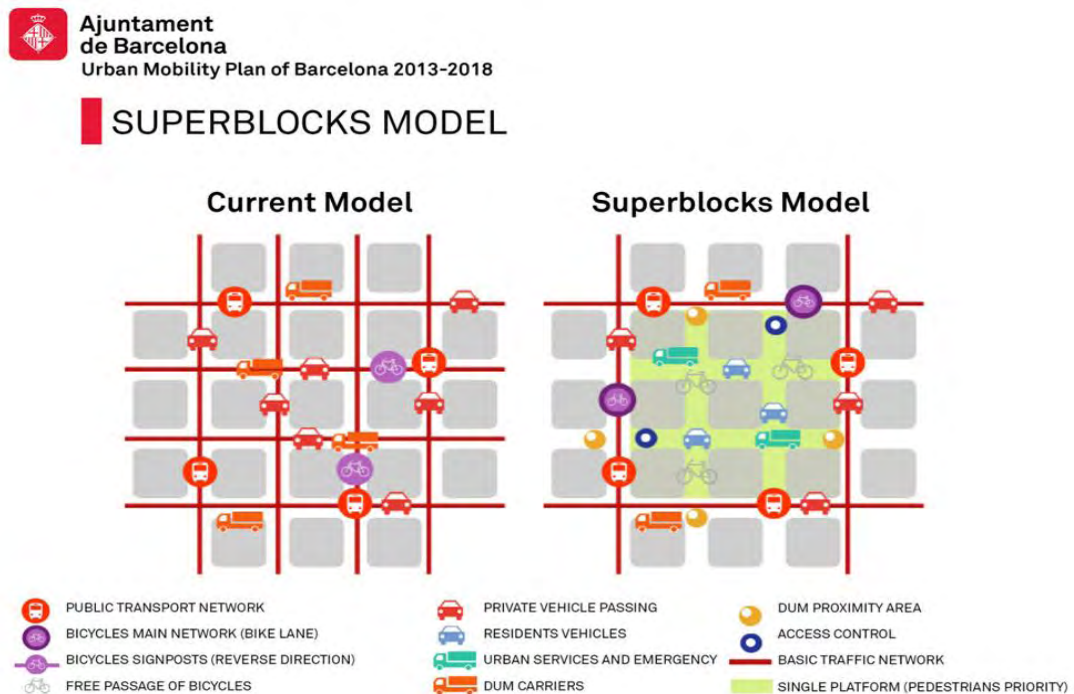 Ajuntament
de Barcelona
Urban Mobility Plan of Barcelona 2013-2018
SUPERBLOCKS MODEL
Current Model
Superblocks Model
PUBLIC TRANSPORT NETWORK
BICYCLES MAIN NETWORK (BIKE LANE)
BICYCLES SIGNPOSTS (REVERSE DIRECTION)
FREE PASSAGE OF BICYCLES
PRIVATE VEHICLE PASSING
RESIDENTS VEHICLES
URBAN SERVICES AND EMERGENCY
DUM CARRIERS
DUM PROXIMITY AREA
ACCESS CONTROL
BASIC TRAFFIC NETWORK
SINGLE PLATFORM (PEDESTRIANS PRIORITY)